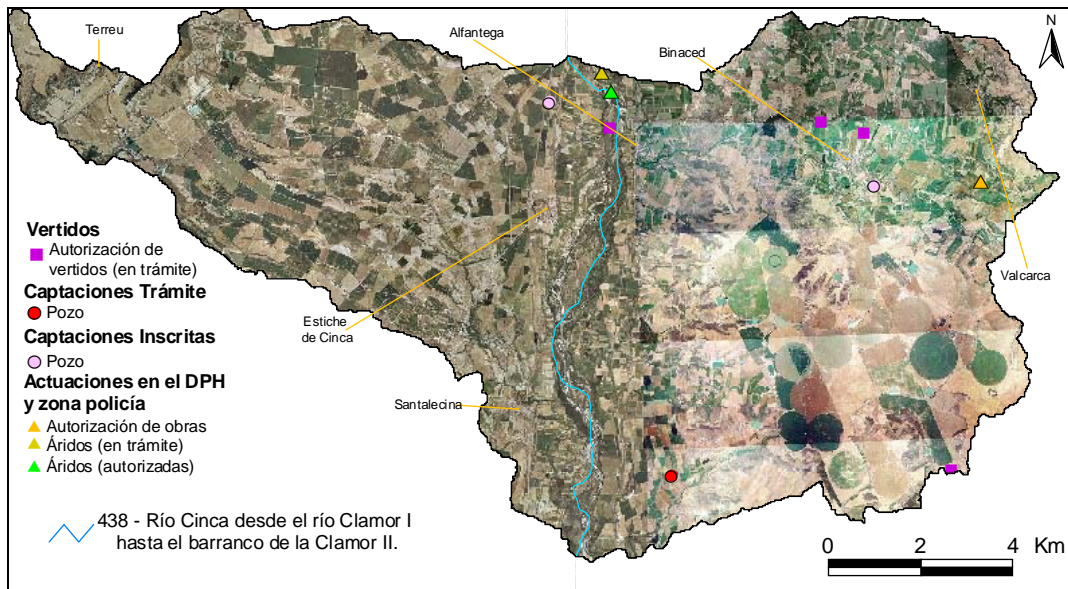 Terreu
Alfantega
Binaced
N
Valcarca
Estiche
de Cinca
Santalecina
Vertidos
Autorización de
vertidos (en trámite)
Captaciones Trámite
Pozo
Captaciones Inscritas
Pozo
Actuaciones en el DPH
y zona policía
Autorización de obras
Áridos (en trámite)
Áridos (autorizadas)
438 - Río Cinca desde el río Clamor I
hasta el barranco de la Clamor II.
0 2 4 Km